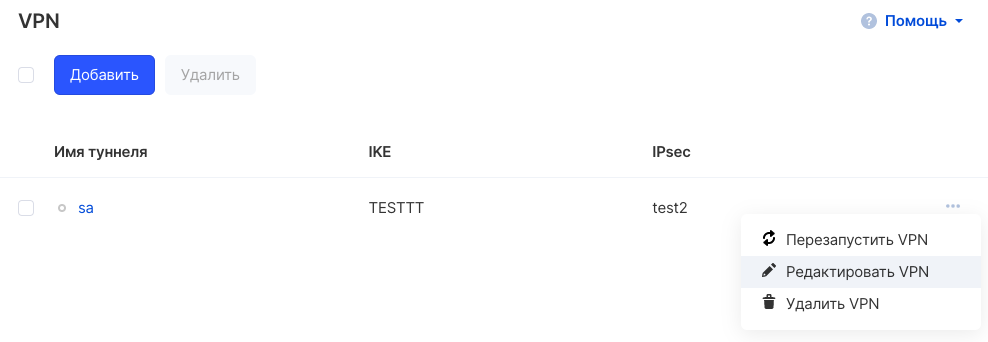 VPN
? Помощь
Добавить Удалить
Имя туннеля IKE IPsec
sa TESTTT test2 ...
Перезапустить VPN
Редактировать VPN
Удалить VPN